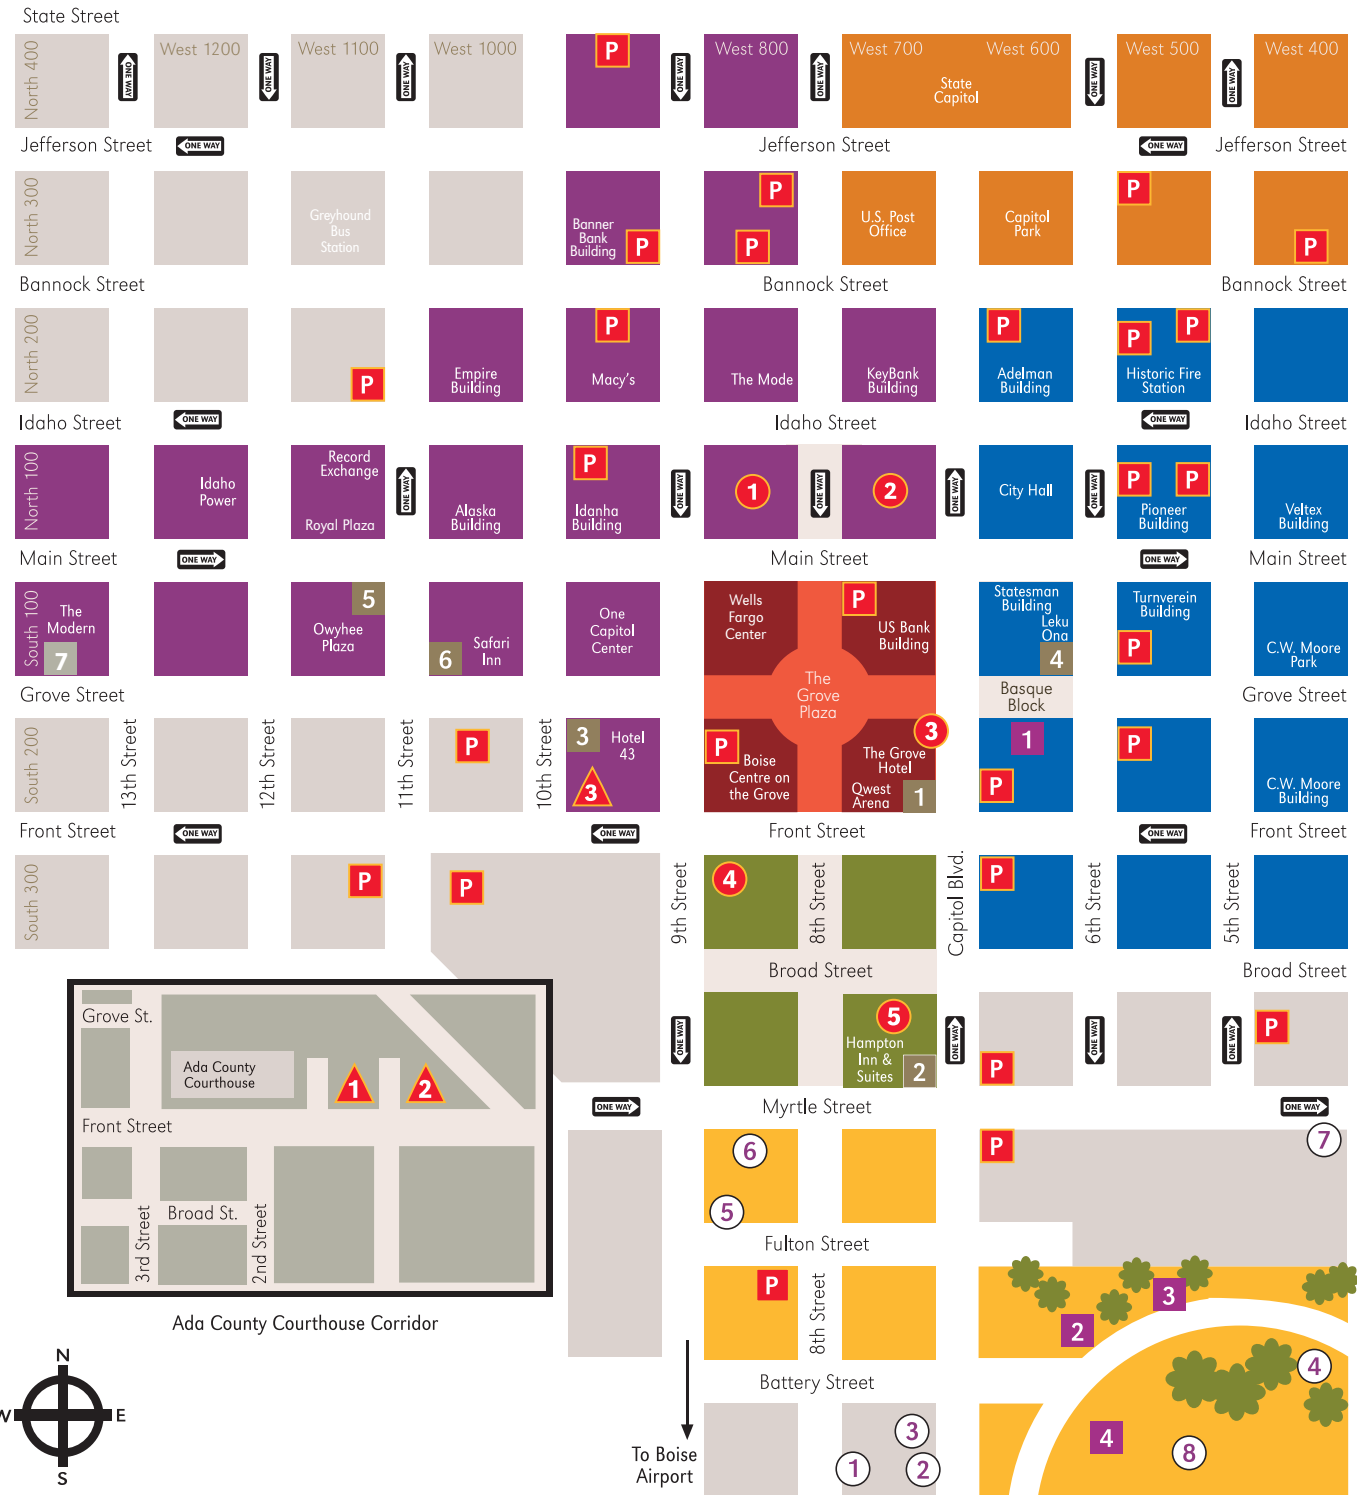 State Street
North 400
ONE WAY
West 1200
ONE WAY
West 1100
ONE WAY
West 1000
P
ONE WAY
West 800
ONE WAY
West 700
West 600
State
Capitol
ONE WAY
West 500
ONE WAY
West 400
Jefferson Street
ONE WAY
Jefferson Street
ONE WAY
Jefferson Street
North 300
Greyhound
Bus
Station
Banner
Bank
Building
P
P
P
U.S. Post
Office
Capitol
Park
P
P
Bannock Street
Bannock Street
Bannock Street
North 200
P
Empire
Building
P
Macy's
The Mode
KeyBank
Building
P
Adelman
Building
P
P
Historic Fire
Station
Idaho Street
ONE WAY
Idaho Street
ONE WAY
Idaho Street
North 100
Idaho
Power
Record
Exchange
Royal Plaza
ONE WAY
Alaska
Building
P
Idanha
Building
ONE WAY
1
ONE WAY
2
ONE WAY
City Hall
ONE WAY
P
P
Pioneer
Building
Veltex
Building
Main Street
ONE WAY
Main Street
ONE WAY
Main Street
South 100
The
Modern
7
5
Owyhee
Plaza
6
Safari
Inn
One
Capitol
Center
Wells
Fargo
Center
P
US Bank
Building
The
Grove
Plaza
Statesman
Building
Leku
Ona
4
Turnverein
Building
P
C.W. Moore
Park
Grove Street
Basque
Block
Grove Street
South 200
13th Street
12th Street
11th Street
P
10th Street
3
Hotel
43
3
P
Boise
Centre on
the Grove
3
The Grove
Hotel
Qwest
Arena
1
1
P
P
C.W. Moore
Building
Front Street
ONE WAY
ONE WAY
Front Street
ONE WAY
Front Street
South 300
P
P
9th Street
4
8th Street
Capitol Blvd.
P
6th Street
5th Street
Broad Street
Broad Street
ONE WAY
5
Hampton
Inn &
Suites
2
ONE WAY
P
ONE WAY
ONE WAY
P
Grove St.
Ada County
Courthouse
1
2
Front Street
Broad St.
3rd Street
2nd Street
Ada County Courthouse Corridor
ONE WAY
Myrtle Street
ONE WAY
6
5
P
7
Fulton Street
P
8th Street
3
2
4
Battery Street
To Boise
Airport
3
1
2
4
8
N
W
E
S